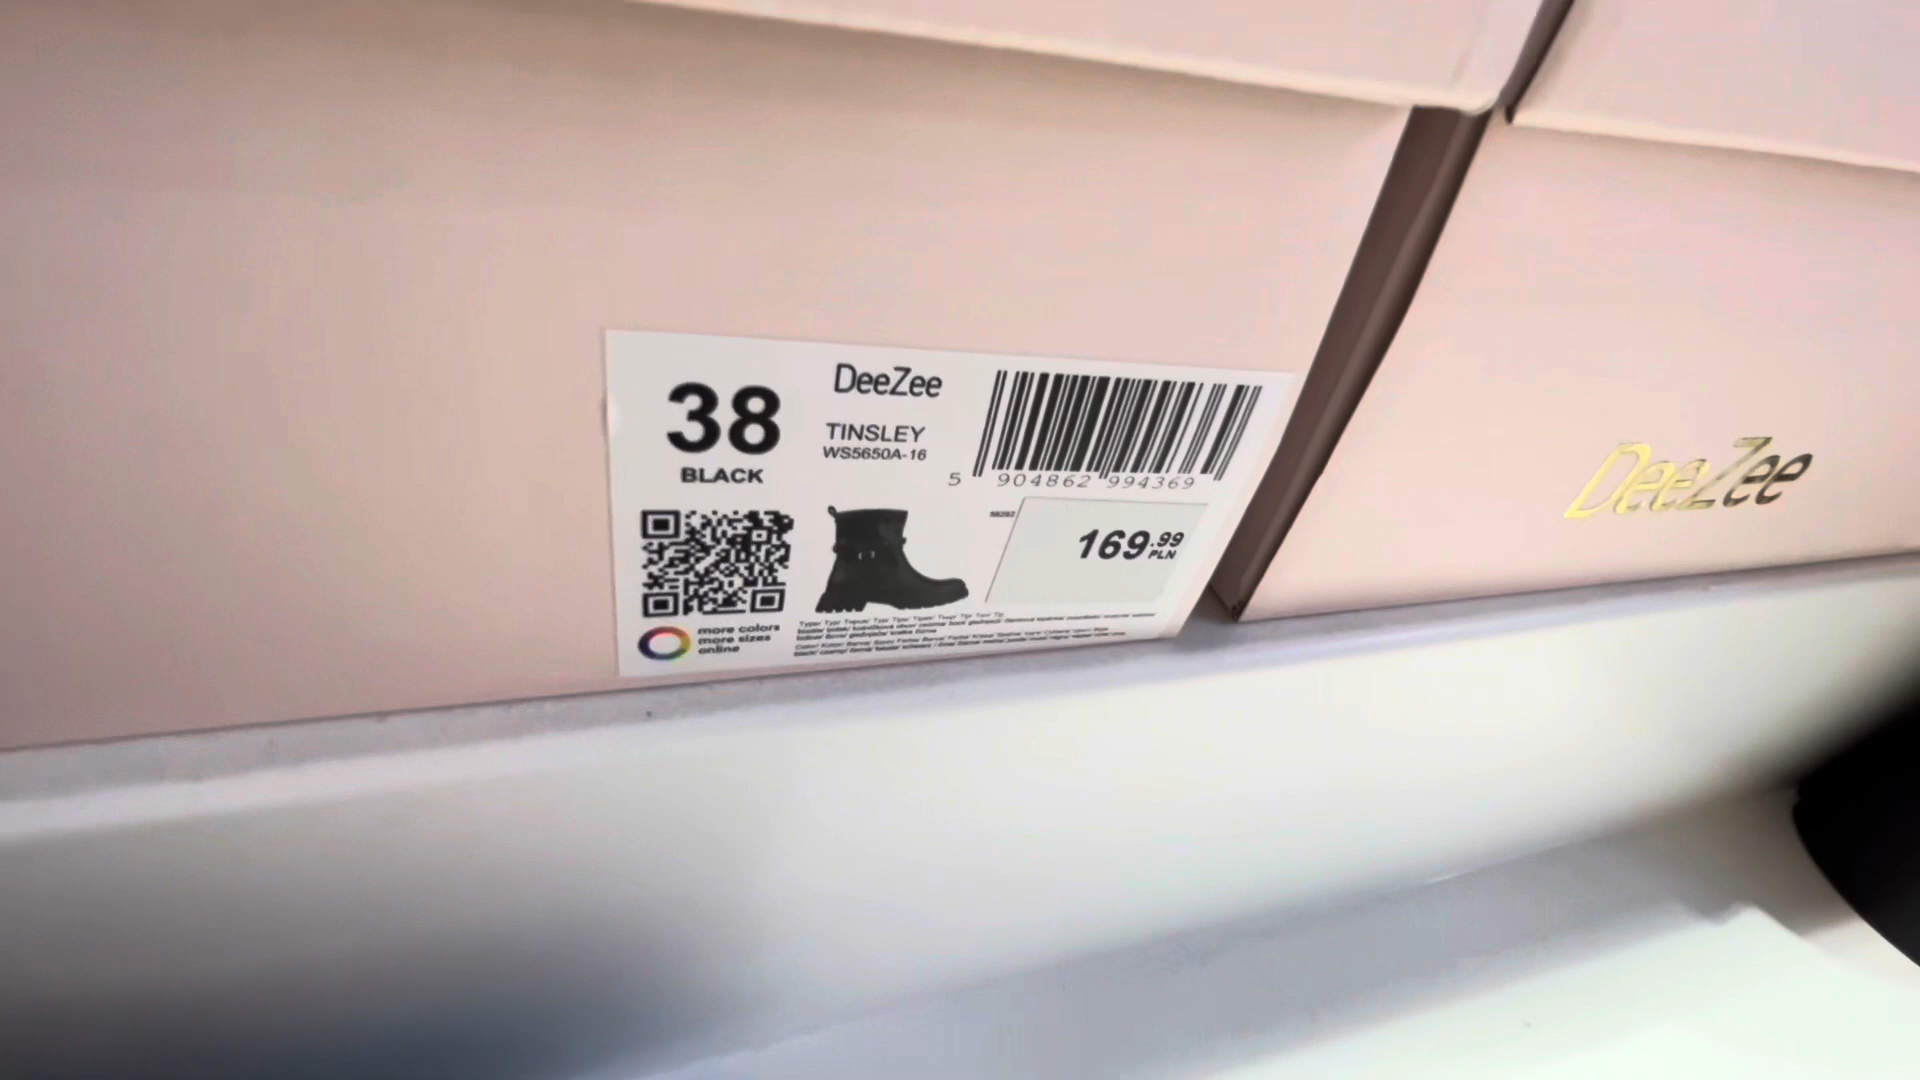 38
BLACK
DeeZee
TINSLEY
WS5650A-16
5 904862 994369
169.99
PLN
more colors
more sizes
online
DeeZee